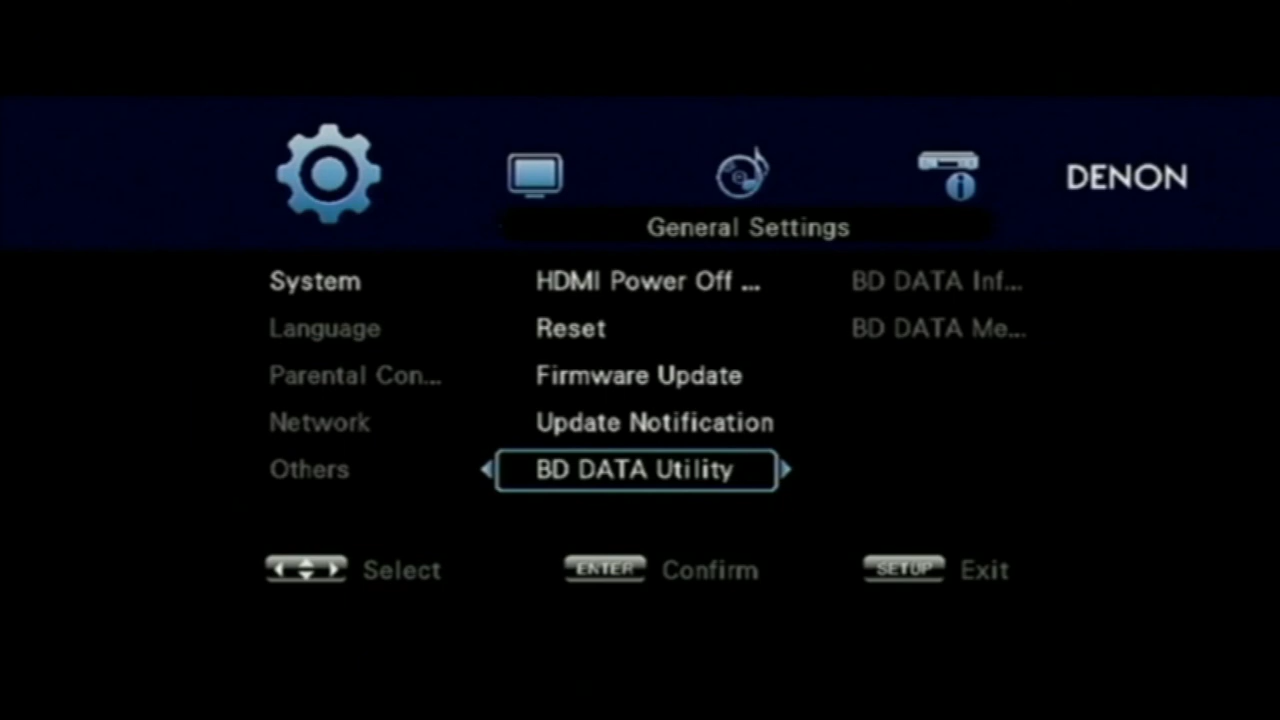 DENON
General Settings
System
Language
Parental Con...
Network
Others
HDMI Power Off ...
Reset
Firmware Update
Update Notification
BD DATA Utility
BD DATA Inf...
BD DATA Me...
Select
ENTER Confirm
SETUP Exit